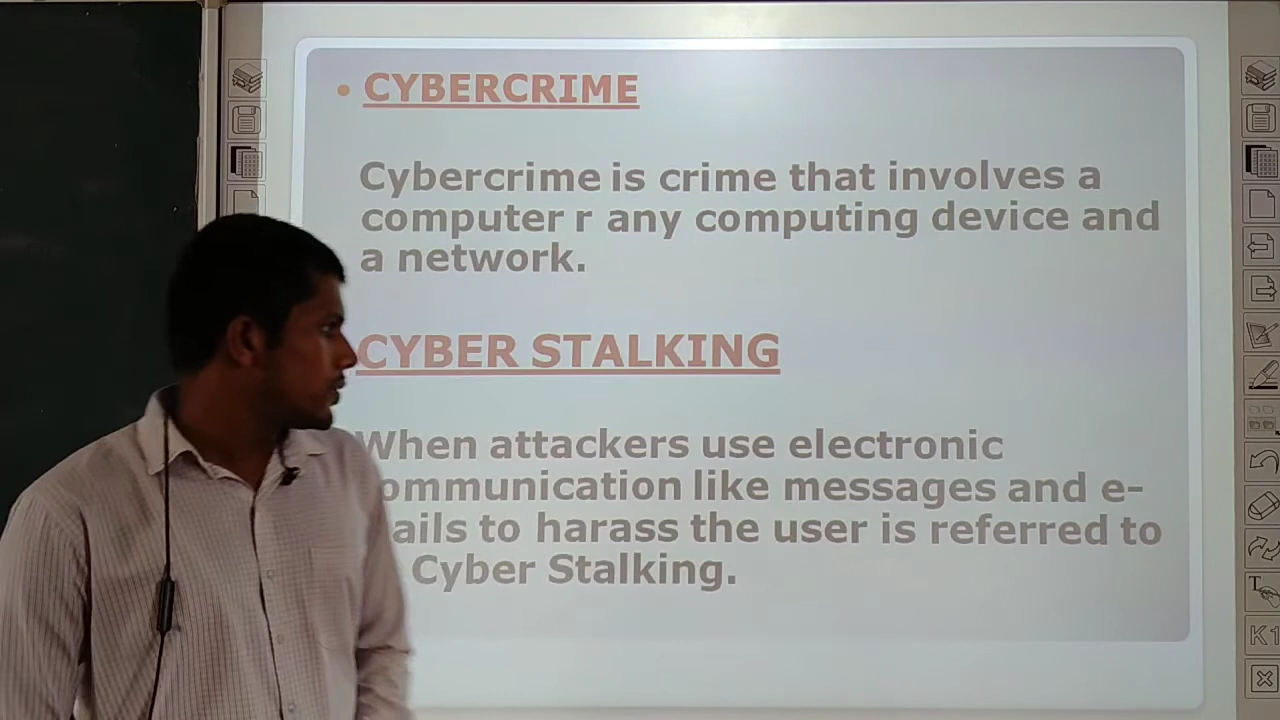 • CYBERCRIME
Cybercrime is crime that involves a
computer r any computing device and
a network.
CYBER STALKING
When attackers use electronic
ommunication like messages and e-
ails to harass the user is referred to
Cyber Stalking.
T
K1